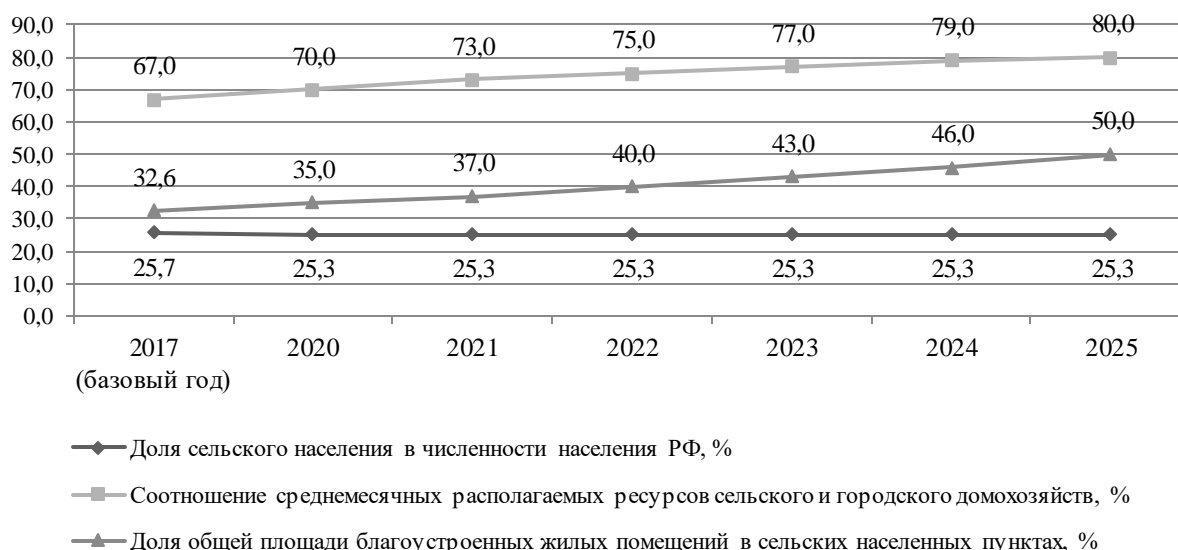 90,0
80,0
70,0
60,0
50,0
40,0
30,0
20,0
10,0
0,0
67,0 70,0 73,0 75,0 77,0 79,0 80,0
32,6 35,0 37,0 40,0 43,0 46,0 50,0
25,7 25,3 25,3 25,3 25,3 25,3 25,3
2017 2020 2021 2022 2023 2024 2025
(базовый год)
Доля сельского населения в численности населения РФ, %
Соотношение среднемесячных располагаемых ресурсов сельского и городского домохозяйств, %
Доля общей площади благоустроенных жилых помещений в сельских населенных пунктах, %